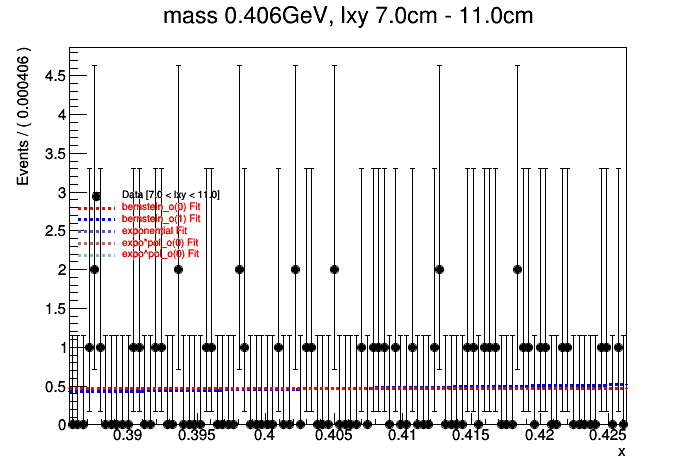 mass 0.406GeV, lxy 7.0cm - 11.0cm
Events / ( 0.000406 )
4.5
4
3.5
3
2.5
2
1.5
1
0.5
0
Data [7.0 < lxy < 11.0]
bernstein_o(0) Fit
bernstein_o(1) Fit
exponential Fit
expo*pol_o(0) Fit
expo^pol_o(0) Fit
0.39 0.395 0.4 0.405 0.41 0.415 0.42 0.425
x